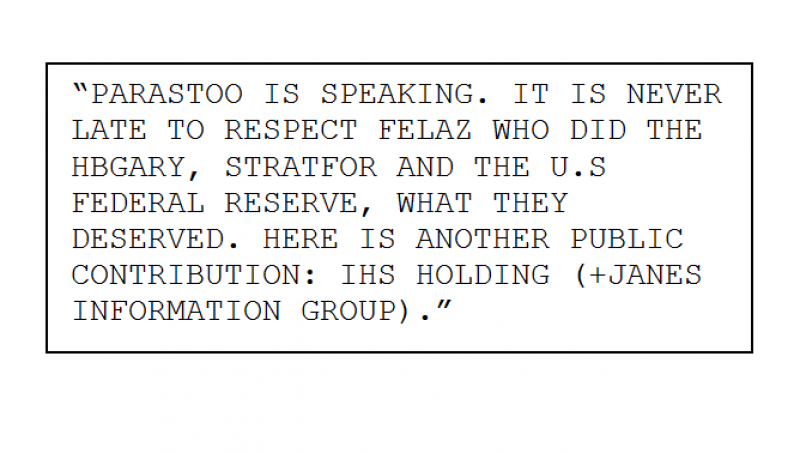 “PARASTOO IS SPEAKING. IT IS NEVER
LATE TO RESPECT FELAZ WHO DID THE
HBGARY, STRATFOR AND THE U.S
FEDERAL RESERVE, WHAT THEY
DESERVED. HERE IS ANOTHER PUBLIC
CONTRIBUTION: IHS HOLDING (+JANES
INFORMATION GROUP).”